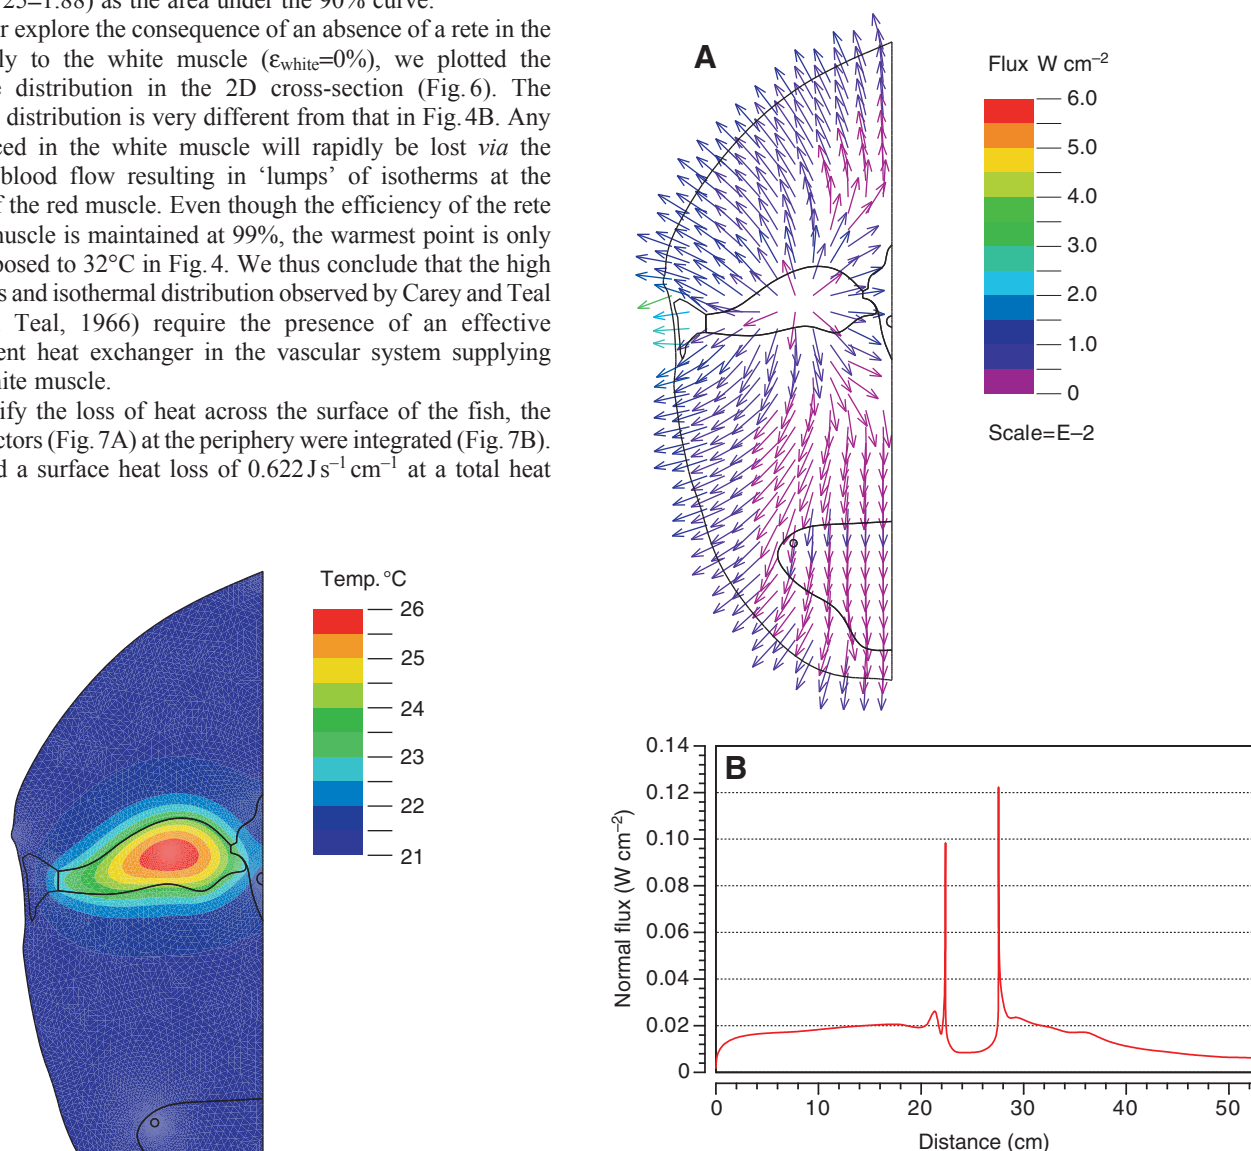 25=1.88) as the area under the 90% curve.
r explore the consequence of an absence of a rete in the
ly to the white muscle (εwhite=0%), we plotted the
e distribution in the 2D cross-section (Fig. 6). The
distribution is very different from that in Fig. 4B. Any
ced in the white muscle will rapidly be lost via the
blood flow resulting in ‘lumps’ of isotherms at the
f the red muscle. Even though the efficiency of the rete
nuscle is maintained at 99%, the warmest point is only
posed to 32°C in Fig. 4. We thus conclude that the high
s and isothermal distribution observed by Carey and Teal
Teal, 1966) require the presence of an effective
ent heat exchanger in the vascular system supplying
hite muscle.
ify the loss of heat across the surface of the fish, the
ctors (Fig. 7A) at the periphery were integrated (Fig. 7B).
d a surface heat loss of 0.622 J s–1 cm–1 at a total heat
Temp. °C
26
25
24
23
22
21
A
Flux W cm–2
6.0
5.0
4.0
3.0
2.0
1.0
0
Scale=E–2
B
Normal flux (W cm–2)
0.14
0.12
0.10
0.08
0.06
0.04
0.02
0
0 10 20 30 40 50
Distance (cm)